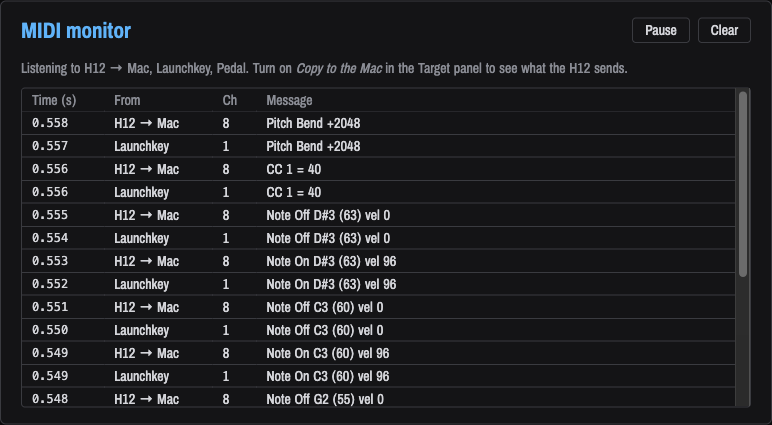 MIDI monitor
Pause Clear
Listening to H12 → Mac, Launchkey, Pedal. Turn on Copy to the Mac in the Target panel to see what the H12 sends.
Time (s) From Ch Message
0.558 H12 → Mac 8 Pitch Bend +2048
0.557 Launchkey 1 Pitch Bend +2048
0.556 H12 → Mac 8 CC 1 = 40
0.556 Launchkey 1 CC 1 = 40
0.555 H12 → Mac 8 Note Off D#3 (63) vel 0
0.554 Launchkey 1 Note Off D#3 (63) vel 0
0.553 H12 → Mac 8 Note On D#3 (63) vel 96
0.552 Launchkey 1 Note On D#3 (63) vel 96
0.551 H12 → Mac 8 Note Off C3 (60) vel 0
0.550 Launchkey 1 Note Off C3 (60) vel 0
0.549 H12 → Mac 8 Note On C3 (60) vel 96
0.549 Launchkey 1 Note On C3 (60) vel 96
0.548 H12 → Mac 8 Note Off G2 (55) vel 0